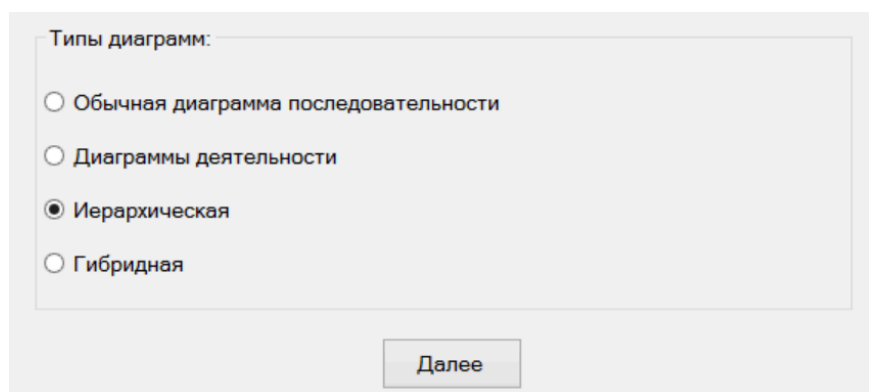 Типы диаграмм:
Обычная диаграмма последовательности
Диаграммы деятельности
Иерархическая
Гибридная
Далее